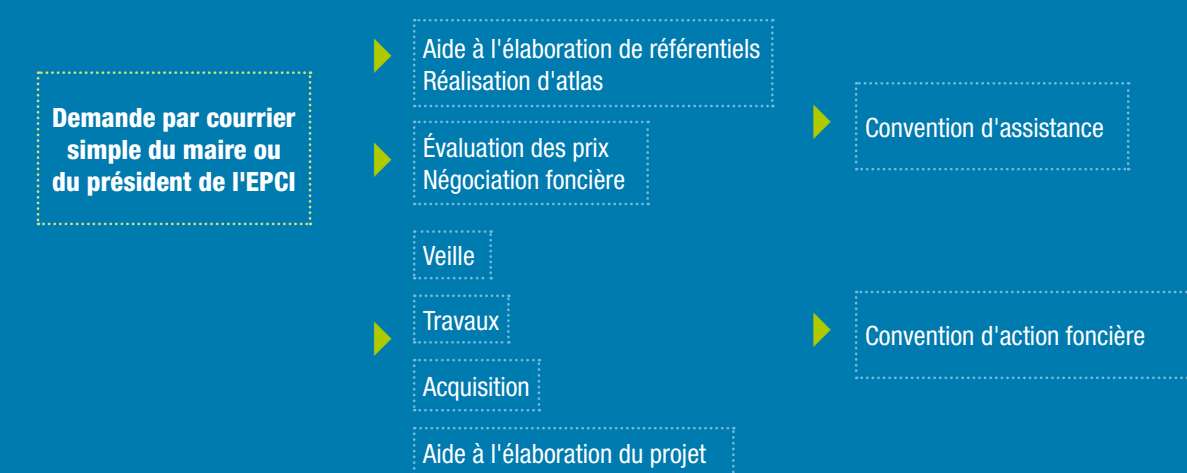 Demande par courrier
simple du maire ou
du président de l'EPCI
Aide à l'élaboration de référentiels
Réalisation d'atlas
Évaluation des prix
Négociation foncière
Veille
Travaux
Acquisition
Aide à l'élaboration du projet
Convention d'assistance
Convention d'action foncière